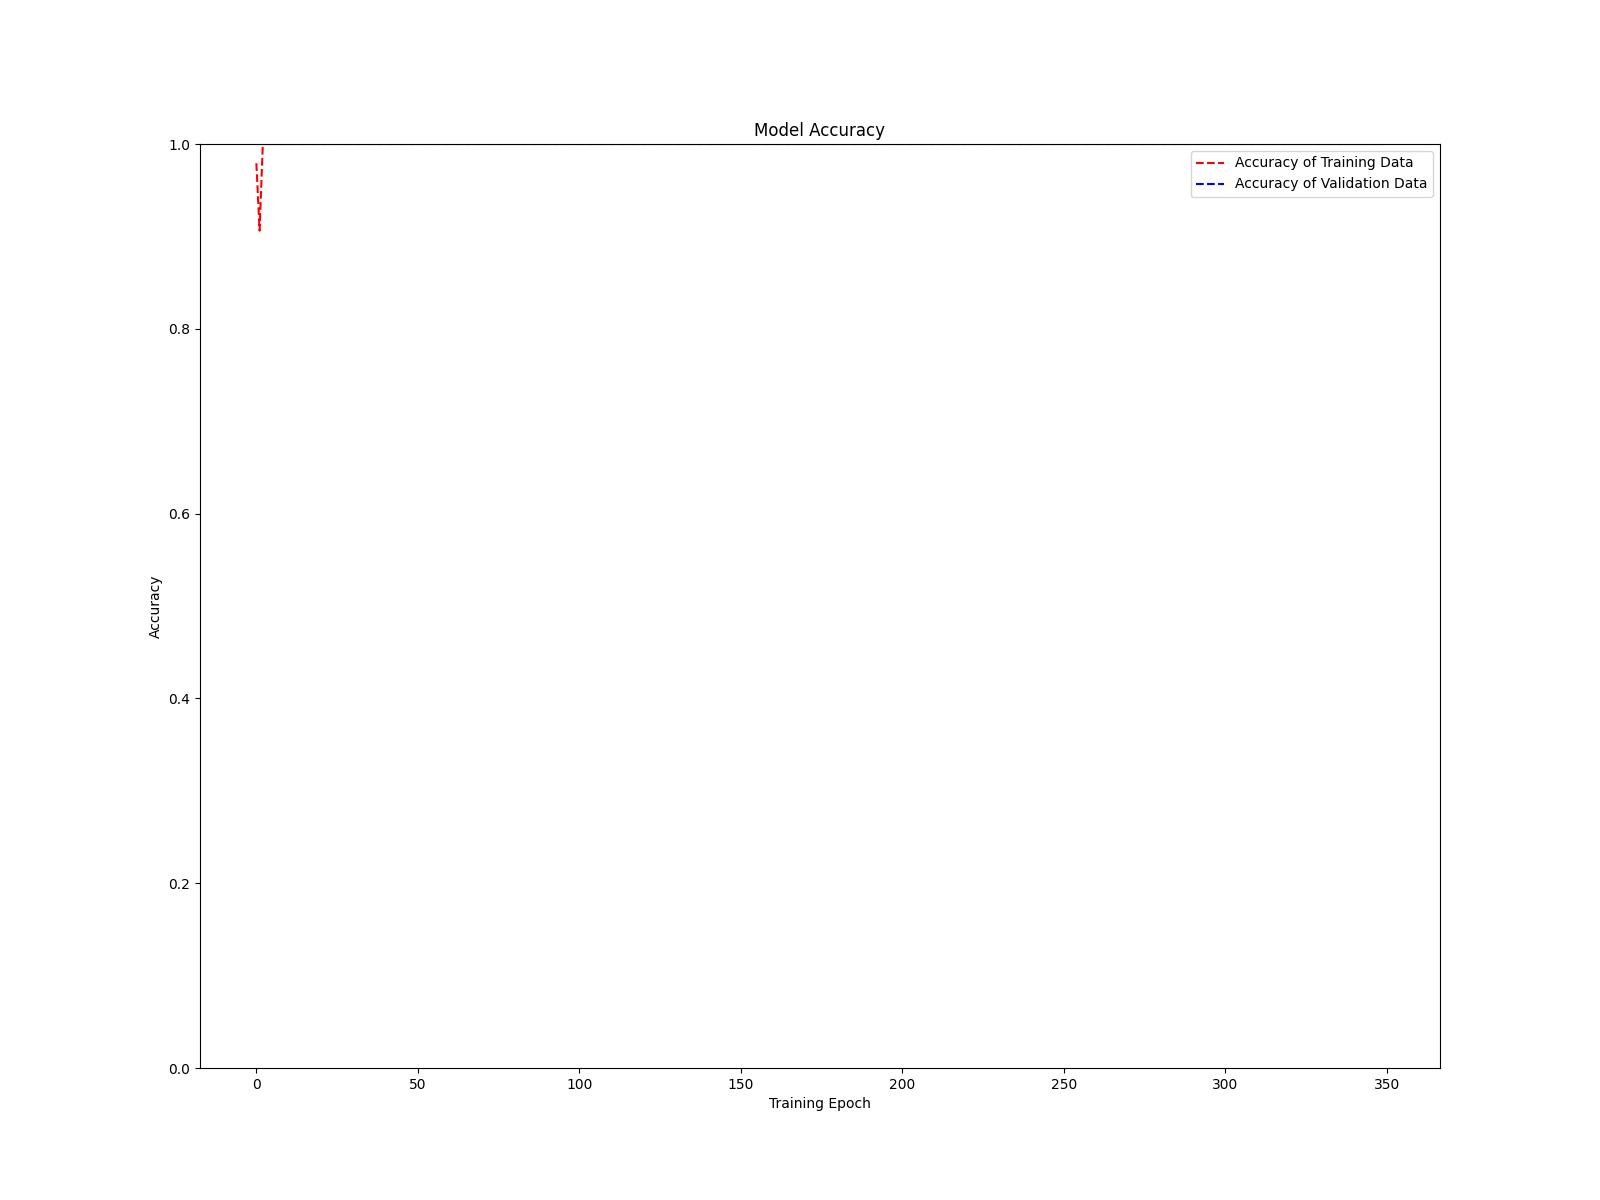 Model Accuracy
Accuracy of Training Data
Accuracy of Validation Data
1.0
0.8
0.6
0.4
0.2
0.0
Accuracy
0 50 100 150 200 250 300 350
Training Epoch